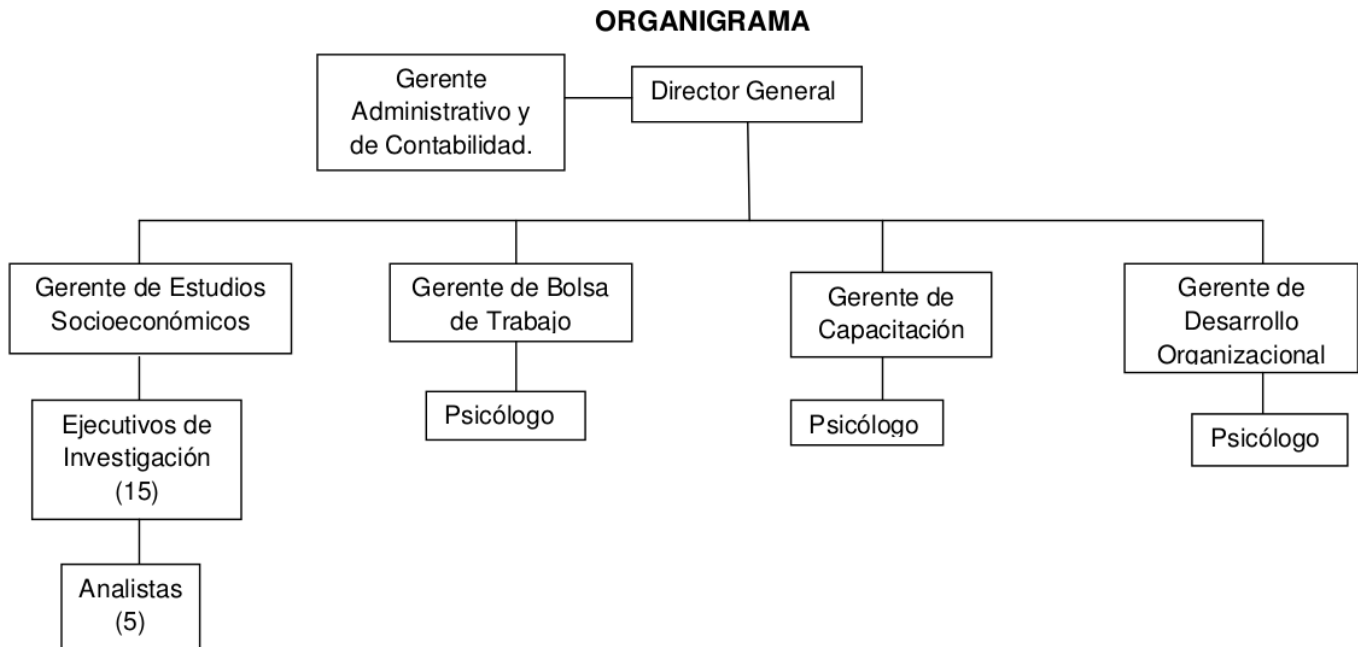 ORGANIGRAMA
Gerente
Administrativo y
de Contabilidad.
Director General
Gerente de Estudios
Socioeconómicos
Gerente de Bolsa
de Trabajo
Gerente de
Capacitación
Gerente de
Desarrollo
Organizacional
Ejecutivos de
Investigación
(15)
Psicólogo
Psicólogo
Psicólogo
Analistas
(5)